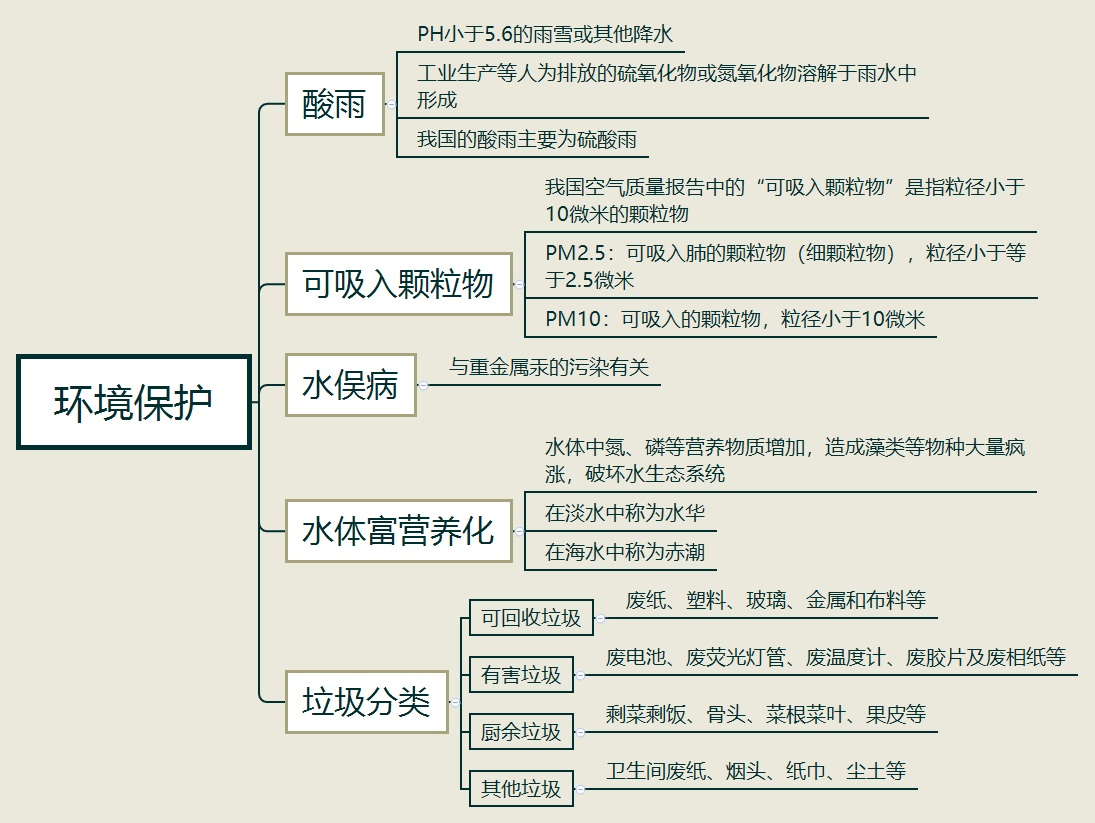 环境保护
酸雨
PH小于5.6的雨雪或其他降水
工业生产等人为排放的硫氧化物或氮氧化物溶解于雨水中
形成
我国的酸雨主要为硫酸雨
可吸入颗粒物
我国空气质量报告中的“可吸入颗粒物”是指粒径小于
10微米的颗粒物
PM2.5：可吸入肺的颗粒物（细颗粒物），粒径小于等
于2.5微米
PM10：可吸入的颗粒物，粒径小于10微米
水俣病
与重金属汞的污染有关
水体富营养化
水体中氮、磷等营养物质增加，造成藻类等物种大量疯
涨，破坏水生态系统
在淡水中称为水华
在海水中称为赤潮
垃圾分类
可回收垃圾
废纸、塑料、玻璃、金属和布料等
有害垃圾
废电池、废荧光灯管、废温度计、废胶片及废相纸等
厨余垃圾
剩菜剩饭、骨头、菜根菜叶、果皮等
其他垃圾
卫生间废纸、烟头、纸巾、尘土等